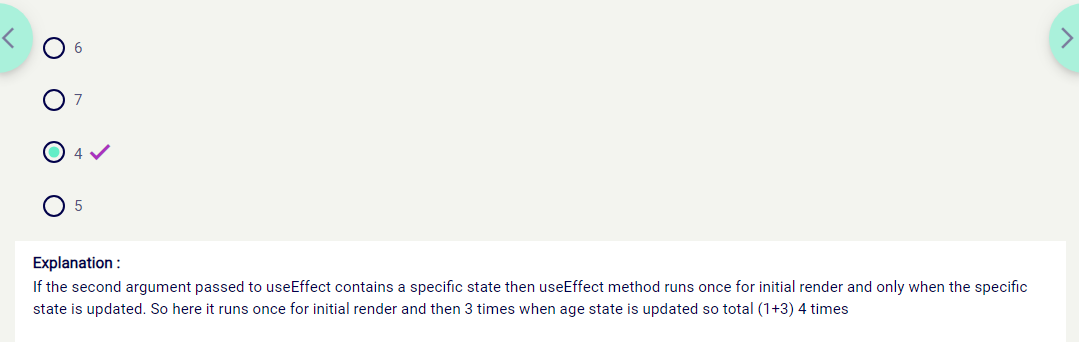 6
7
4
5
Explanation :
If the second argument passed to useEffect contains a specific state then useEffect method runs once for initial render and only when the specific
state is updated. So here it runs once for initial render and then 3 times when age state is updated so total (1+3) 4 times